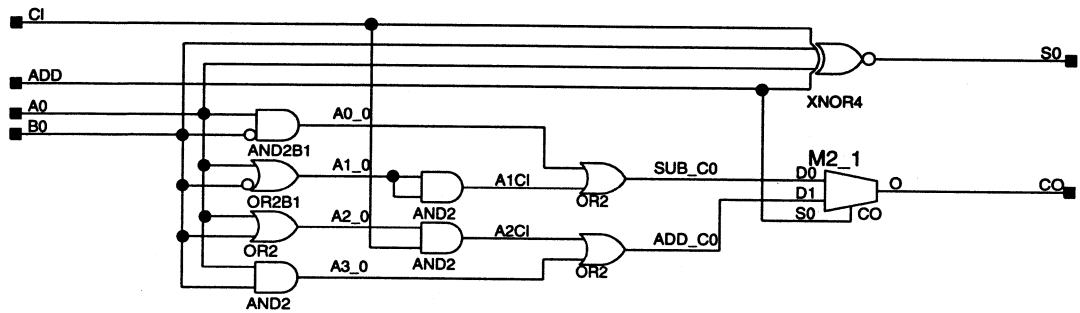 CI
S0
ADD
XNOR4
A0
A0_0
B0
AND2B1
M2_1
A1_0
SUB_C0
D0
O
CO
A1CI
D1
OR2B1
AND2
OR2
S0
CO
A2_0
A2CI
ADD_C0
OR2
AND2
OR2
A3_0
AND2